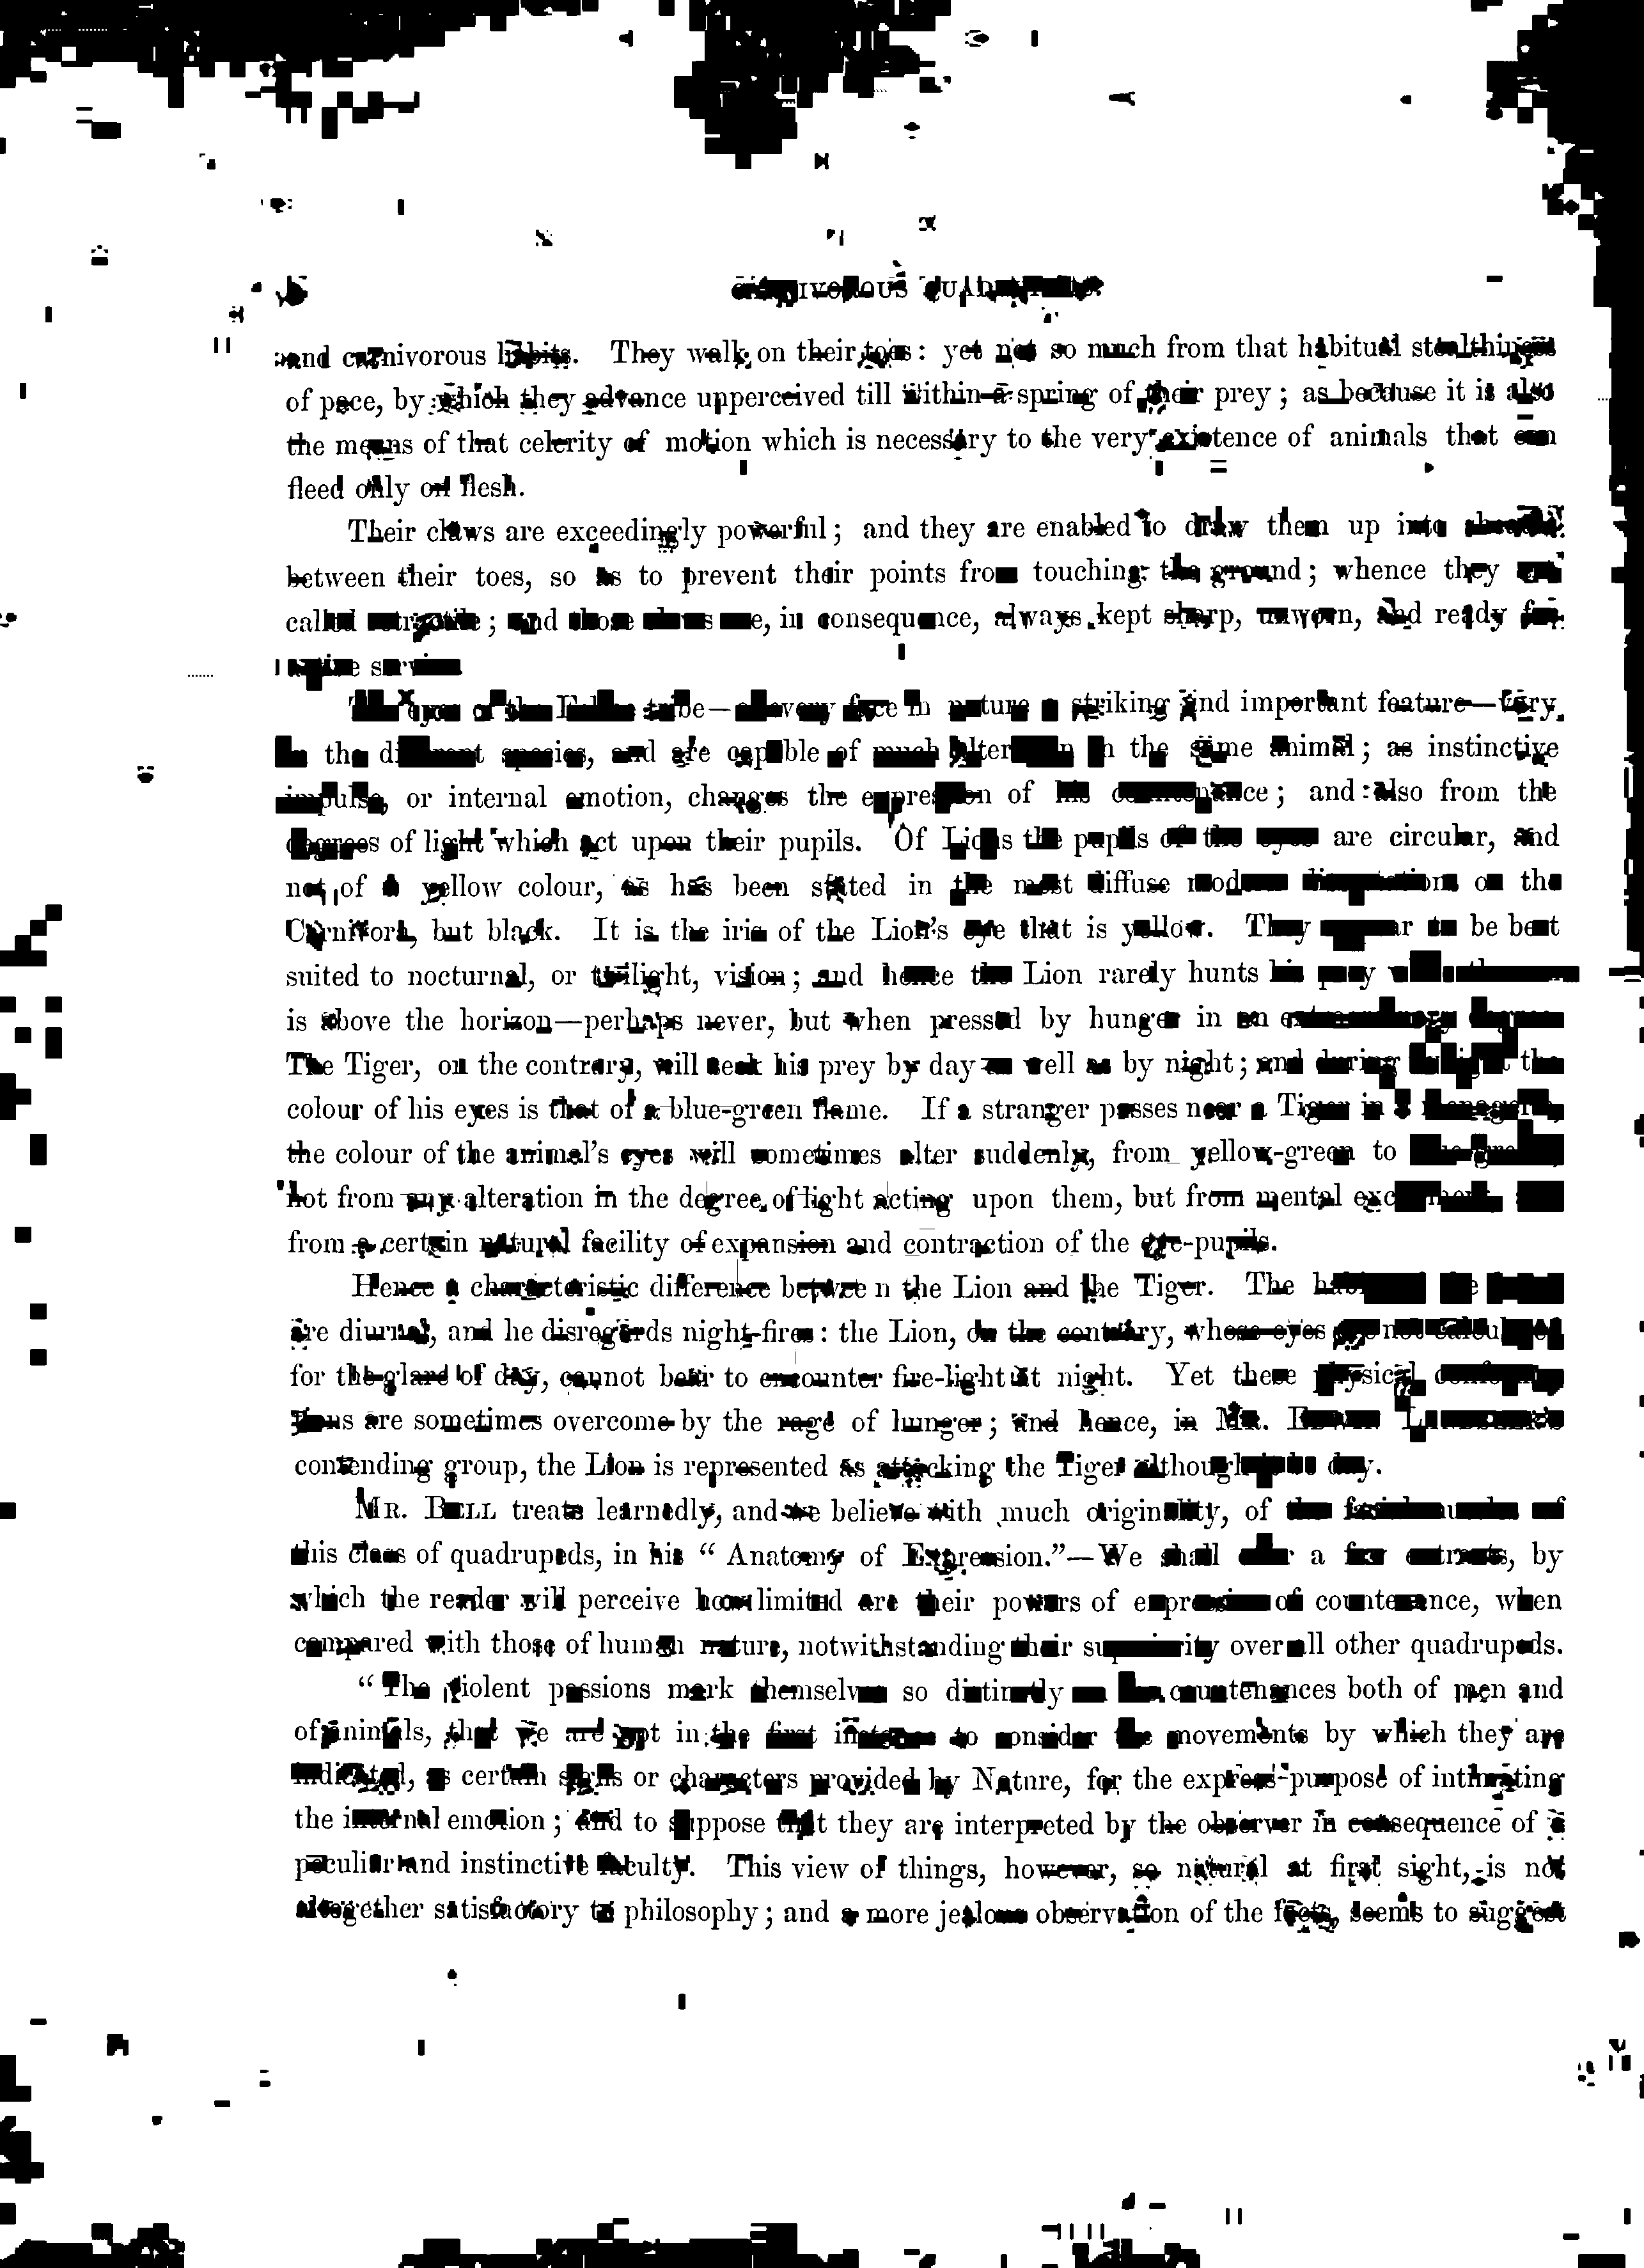 CARNIVOROUS QUADRUPEDS.
and carnivorous habits. They walk on their toes: yet not so much from that habitual stealthiness
of pace, by which they advance unperceived till within a spring of their prey; as because it is also
the means of that celerity of motion which is necessary to the very existence of animals that can
feed only on flesh.
Their claws are exceedingly powerful; and they are enabled to draw them up into
between their toes, so as to prevent their points from touching the ground; whence they are
called retractile; and those claws are, in consequence, always kept sharp, unworn, and ready for
active service.
The eyes of the Feline tribe—in every face in nature a striking and important feature—vary
in the different species, and are capable of much alteration in the same animal; as instinctive
impulse, or internal emotion, changes the expression of his countenance; and also from the
degrees of light which act upon their pupils. Of Lions the pupils of the eyes are circular, and
not of a yellow colour, as has been stated in the most diffuse modern dissertations on the
Carnivora, but black. It is the iris of the Lion's eye that is yellow. They appear to be best
suited to nocturnal, or twilight, vision; and hence the Lion rarely hunts his prey
is above the horizon—perhaps never, but when pressed by hunger in an extraordinary degree.
The Tiger, on the contrary, will seek his prey by day as well as by night; and during the
colour of his eyes is that of a blue-green flame. If a stranger passes near a Tiger in a menagerie,
the colour of the animal's eyes will sometimes alter suddenly, from yellow-green to blue-green,
not from any alteration in the degree of light acting upon them, but from mental excitement, and
from a certain natural facility of expansion and contraction of the eye-pupils.
Hence a characteristic difference between the Lion and the Tiger. The habits of the
are diurnal, and he disregards night-fires: the Lion, on the contrary, whose eyes are not calculated
for the glare of day, cannot bear to encounter fire-light at night. Yet these physical conforma-
tions are sometimes overcome by the rage of hunger; and hence, in MR. EDWIN LANDSEER'S
contending group, the Lion is represented as attacking the Tiger although it be day.
MR. BELL treats learnedly, and we believe with much originality, of the facial muscles of
this class of quadrupeds, in his "Anatomy of Expression."—We shall offer a few extracts, by
which the reader will perceive how limited are their powers of expression of countenance, when
compared with those of human nature, notwithstanding their superiority over all other quadrupeds.
"The violent passions mark themselves so distinctly on the countenances both of men and
of animals, that we are apt in the first instance to consider the movements by which they are
indicated, as certain signs or characters provided by Nature, for the express purpose of intimating
the internal emotion; and to suppose that they are interpreted by the observer in consequence of a
peculiar and instinctive faculty. This view of things, however, so natural at first sight, is not
altogether satisfactory to philosophy; and a more jealous observation of the facts, seems to suggest